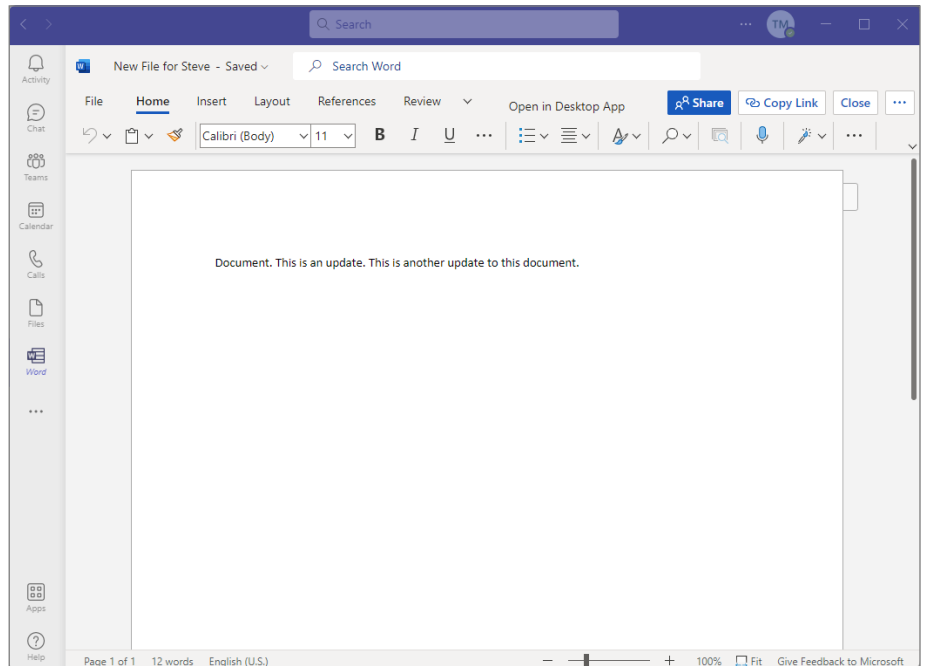 Search
TM
Activity
Chat
Teams
Calendar
Calls
Files
Word
Apps
Help
New File for Steve - Saved
Search Word
File Home Insert Layout References Review Open in Desktop App Share Copy Link Close
Calibri (Body) 11 B I U
Document. This is an update. This is another update to this document.
Page 1 of 1 12 words English (U.S.) 100% Fit Give Feedback to Microsoft